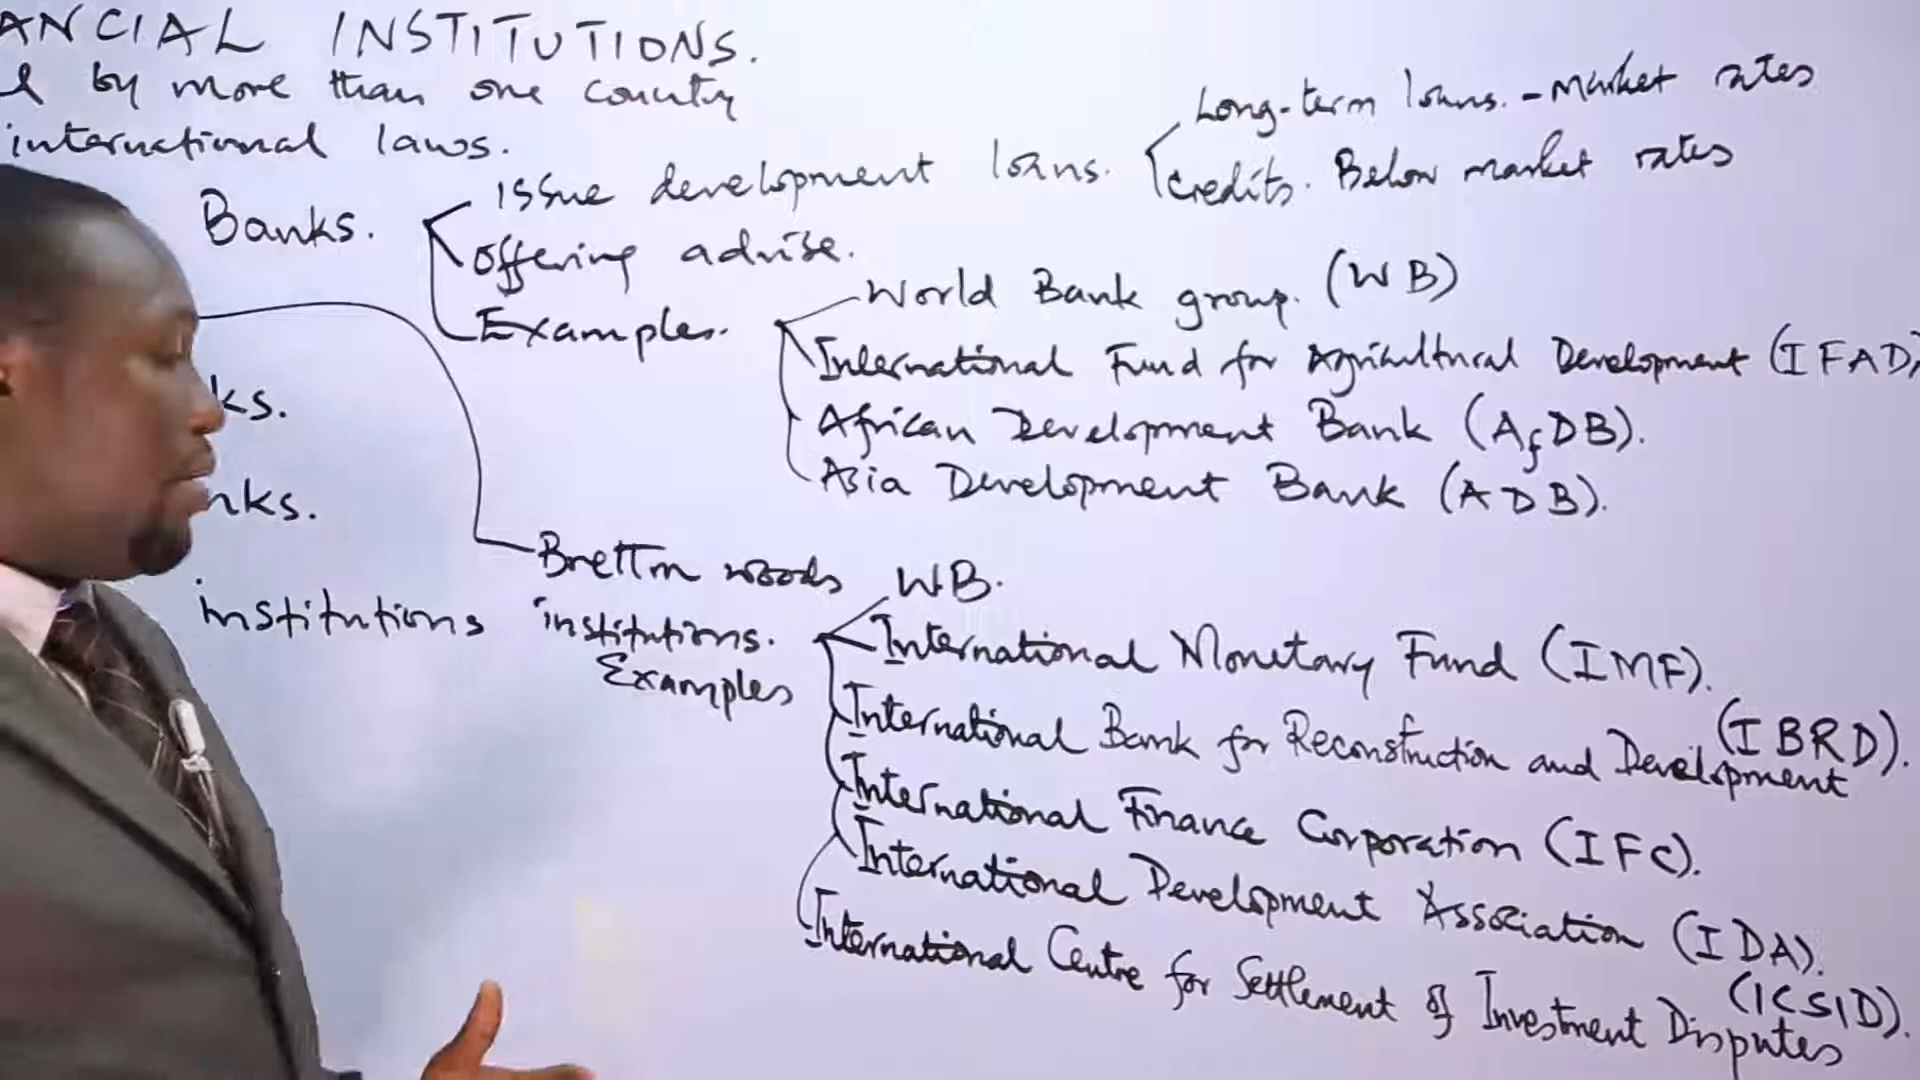 ANCIAL INSTITUTIONS.
by more than one country
international laws.
Banks.
Issue development loans.
Long-term loans. - Market rates
credits. Below market rates
offering advise.
Examples.
World Bank group. (WB)
International Fund for Agricultural Development (IFAD)
African Development Bank (AfDB).
Asia Development Bank (ADB).
ks.
nks.
institutions
Bretton woods
institutions.
Examples
WB.
International Monetary Fund (IMF).
International Bank for Reconstruction and Development (IBRD).
International Finance Corporation (IFC).
International Development Association (IDA).
International Centre for Settlement of Investment Disputes (ICSID).